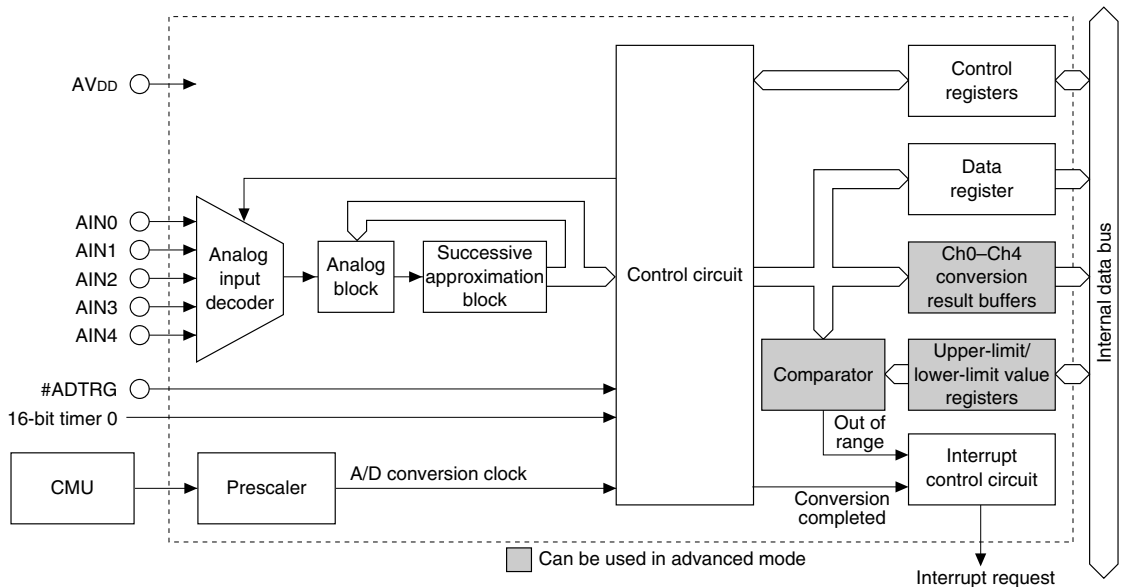 AVDD
AIN0
AIN1
AIN2
AIN3
AIN4
#ADTRG
16-bit timer 0
CMU
Prescaler
A/D conversion clock
Analog
input
decoder
Analog
block
Successive
approximation
block
Control circuit
Control
registers
Data
register
Ch0–Ch4
conversion
result buffers
Comparator
Upper-limit/
lower-limit value
registers
Out of
range
Interrupt
control circuit
Conversion
completed
Interrupt request
Internal data bus
Can be used in advanced mode